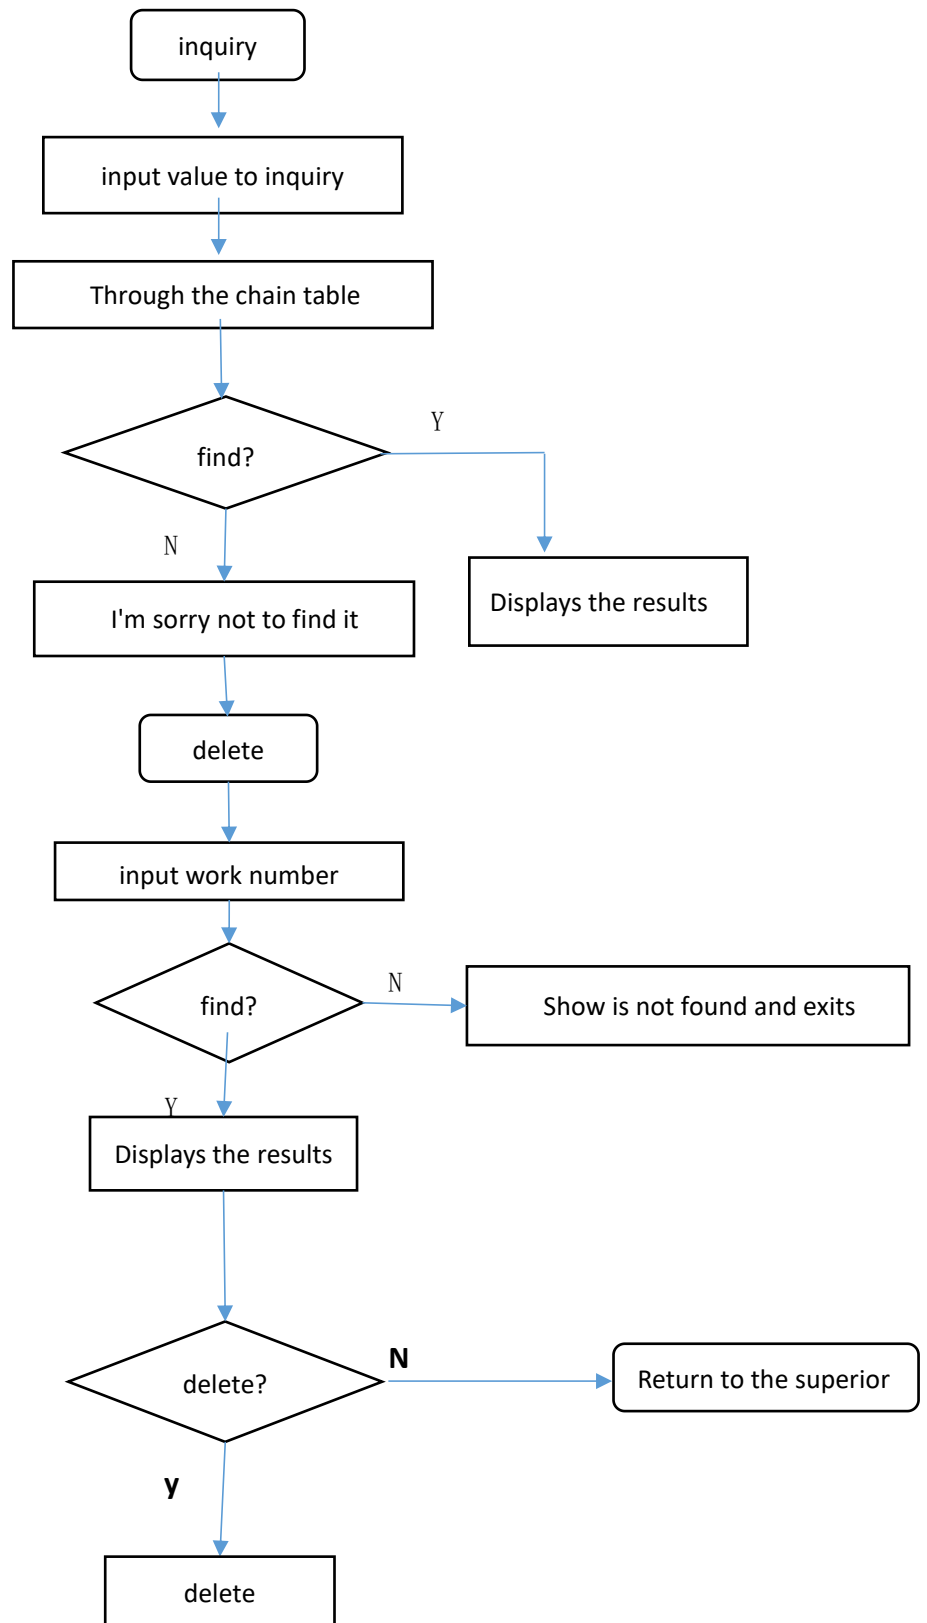 inquiry
input value to inquiry
Through the chain table
find?
Y
N
Displays the results
I'm sorry not to find it
delete
input work number
find?
N
Show is not found and exits
Y
Displays the results
delete?
N
Return to the superior
y
delete